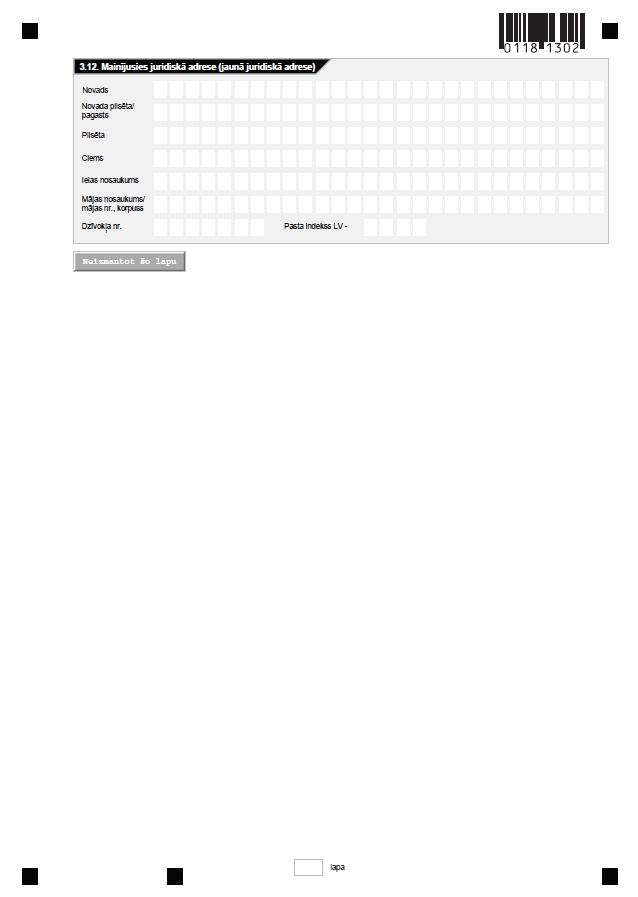 0118 1302
3.12. Mainījusies juridiskā adrese (jaunā juridiskā adrese)
Novads
Novada pilsēta/
pagasts
Pilsēta
Ciems
Ielas nosaukums
Mājas nosaukums/
mājas nr., korpuss
Dzīvokļa nr. Pasta indekss LV -
Neizmantot šo lapu
lapa